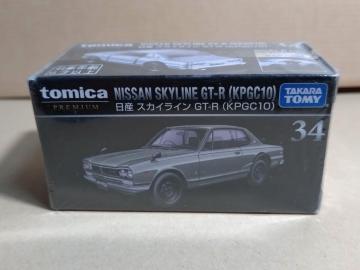 tomica
PREMIUM
NISSAN SKYLINE GT-R (KPGC10)
日産 スカイライン GT-R (KPGC10)
TAKARA
TOMY
34